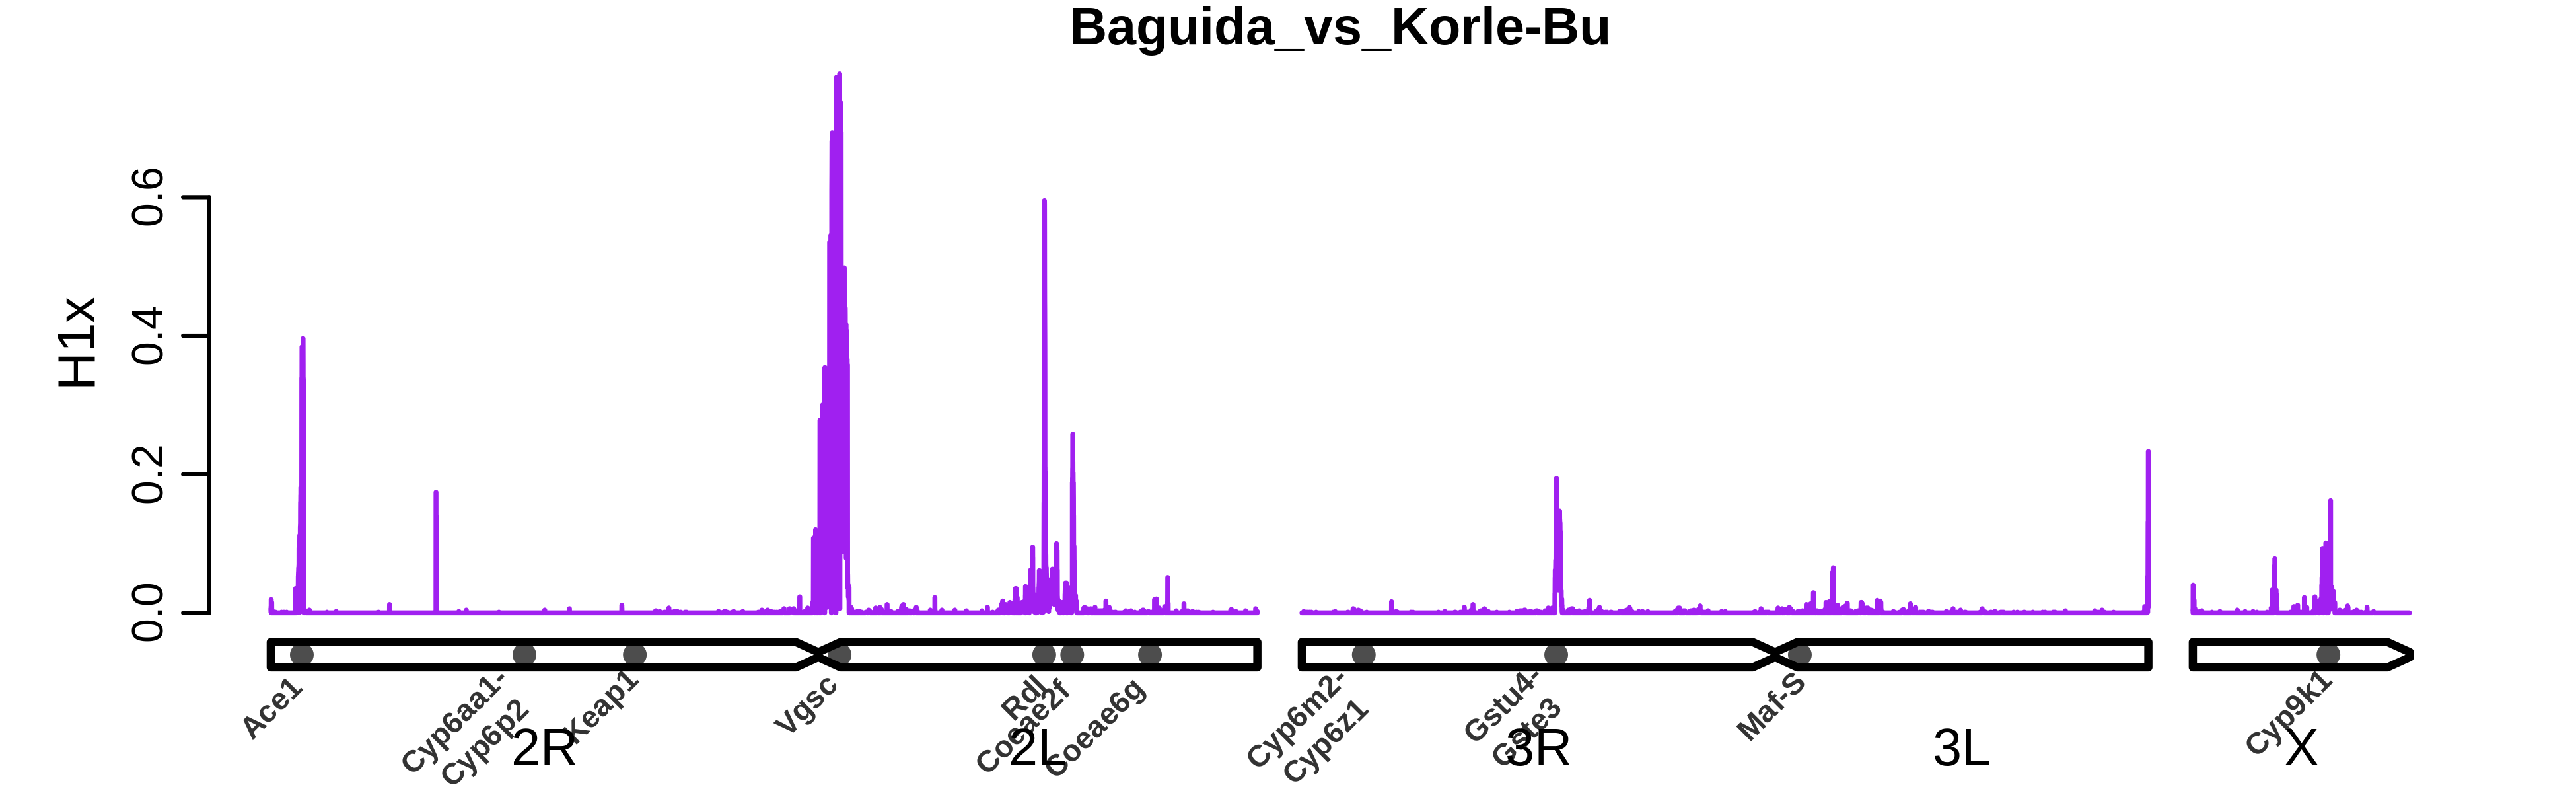 Baguida_vs_Korle-Bu
H1x
0.6
0.4
0.2
0.0
Ace1
Cyp6aa1-
Cyp6p2
Keap1
Vgsc
Rdl
Coeae2f
Coeae6g
Cyp6m2-
Cyp6z1
Gstu4-
Gste3
Maf-S
Cyp9k1
2R
2L
3R
3L
X